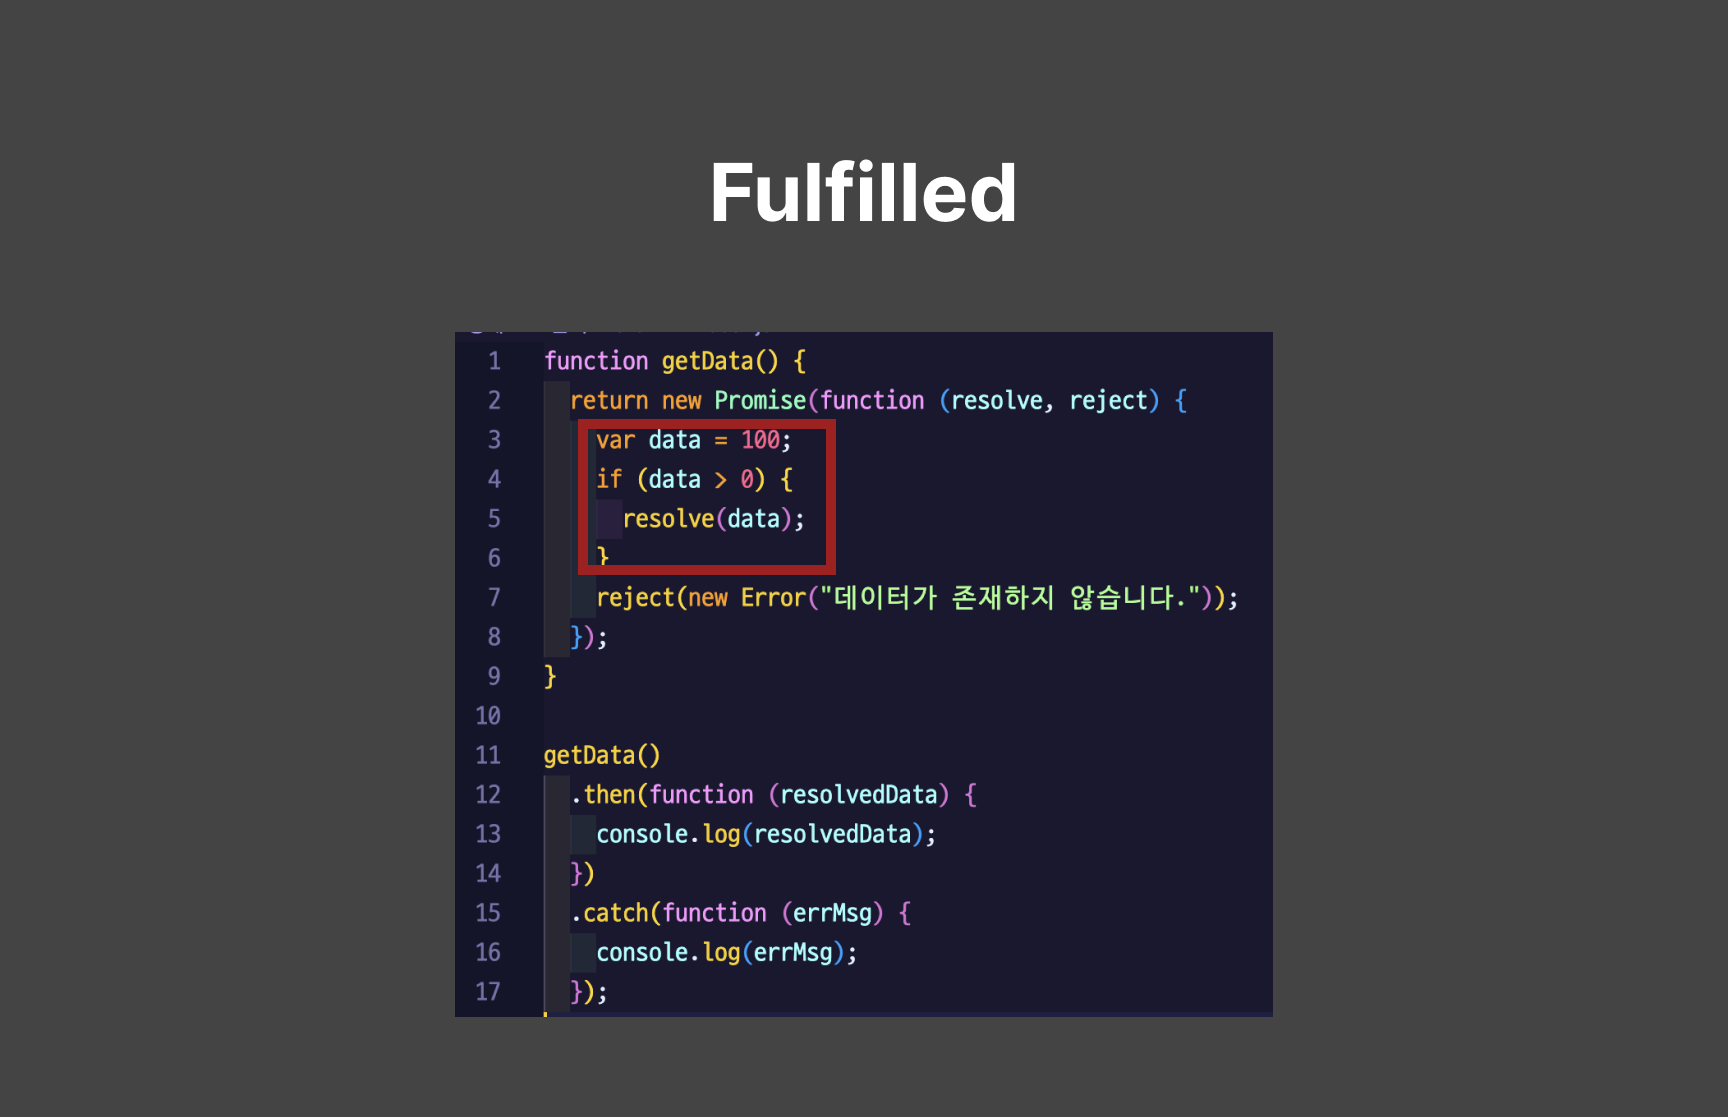 Fulfilled
1 function getData() {
2 return new Promise(function (resolve, reject) {
3 var data = 100;
4 if (data > 0) {
5 resolve(data);
6 }
7 reject(new Error("데이터가 존재하지 않습니다."));
8 });
9 }
10
11 getData()
12 .then(function (resolvedData) {
13 console.log(resolvedData);
14 })
15 .catch(function (errMsg) {
16 console.log(errMsg);
17 });